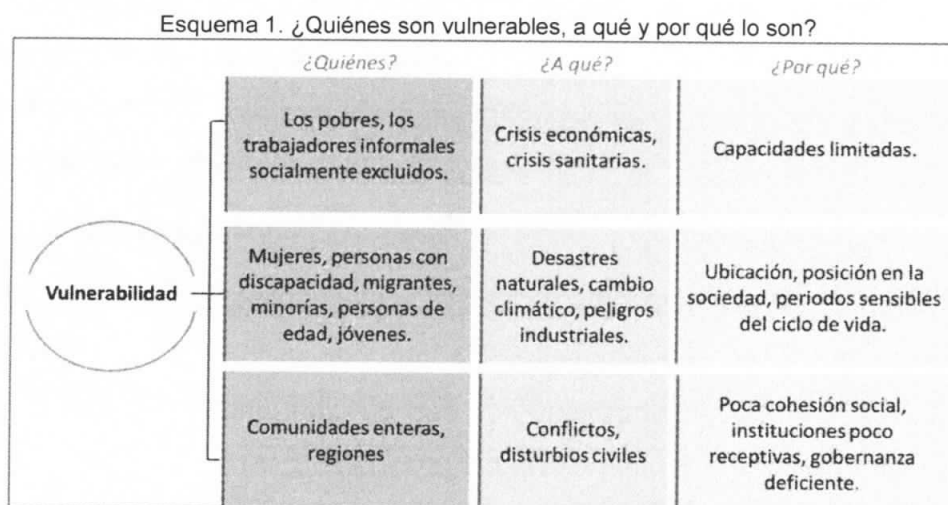 Esquema 1. ¿Quiénes son vulnerables, a qué y por qué lo son?
¿Quiénes?
¿A qué?
¿Por qué?
Vulnerabilidad
Los pobres, los
trabajadores informales
socialmente excluidos.
Crisis económicas,
crisis sanitarias.
Capacidades limitadas.
Mujeres, personas con
discapacidad, migrantes,
minorías, personas de
edad, jóvenes.
Desastres
naturales, cambio
climático, peligros
industriales.
Ubicación, posición en la
sociedad, periodos sensibles
del ciclo de vida.
Comunidades enteras,
regiones
Conflictos,
disturbios civiles
Poca cohesión social,
instituciones poco
receptivas, gobernanza
deficiente.